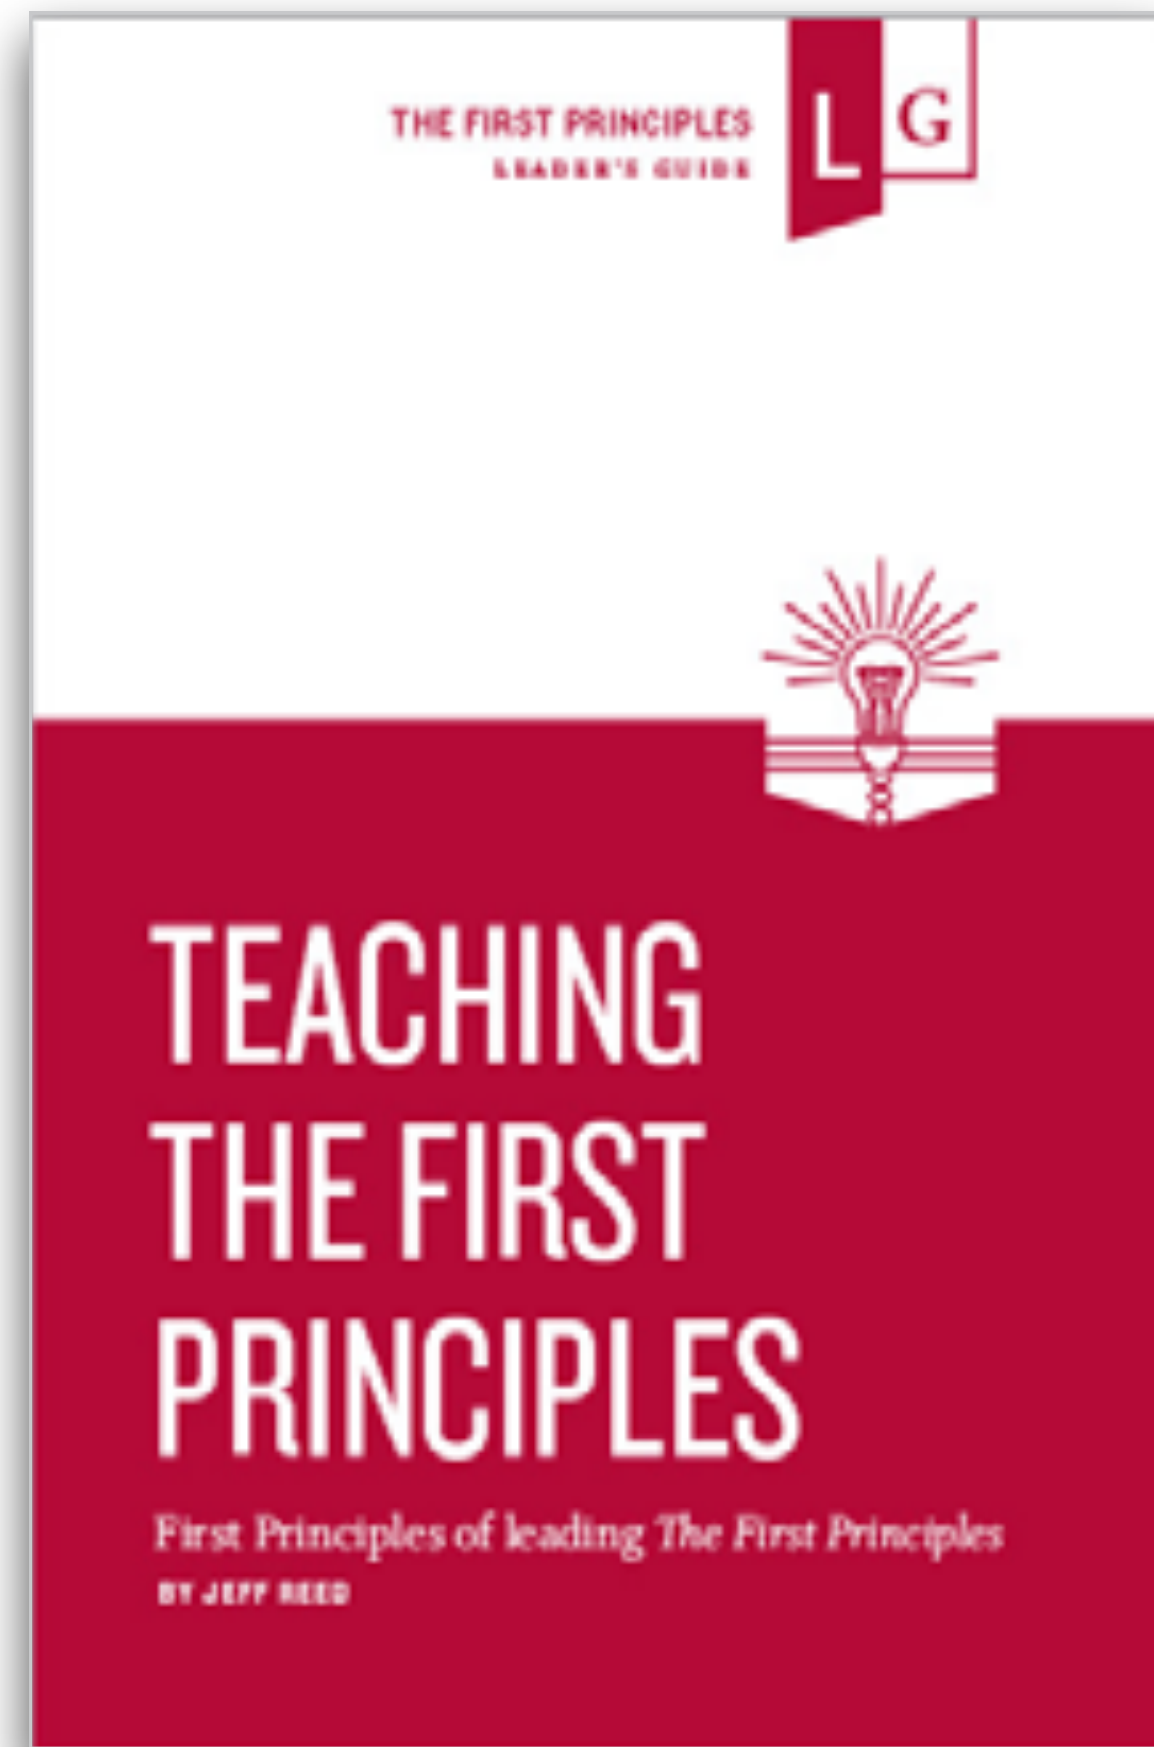 THE FIRST PRINCIPLES
LEADER'S GUIDE
L G
TEACHING
THE FIRST
PRINCIPLES
First Principles of leading The First Principles
BY JEFF REED